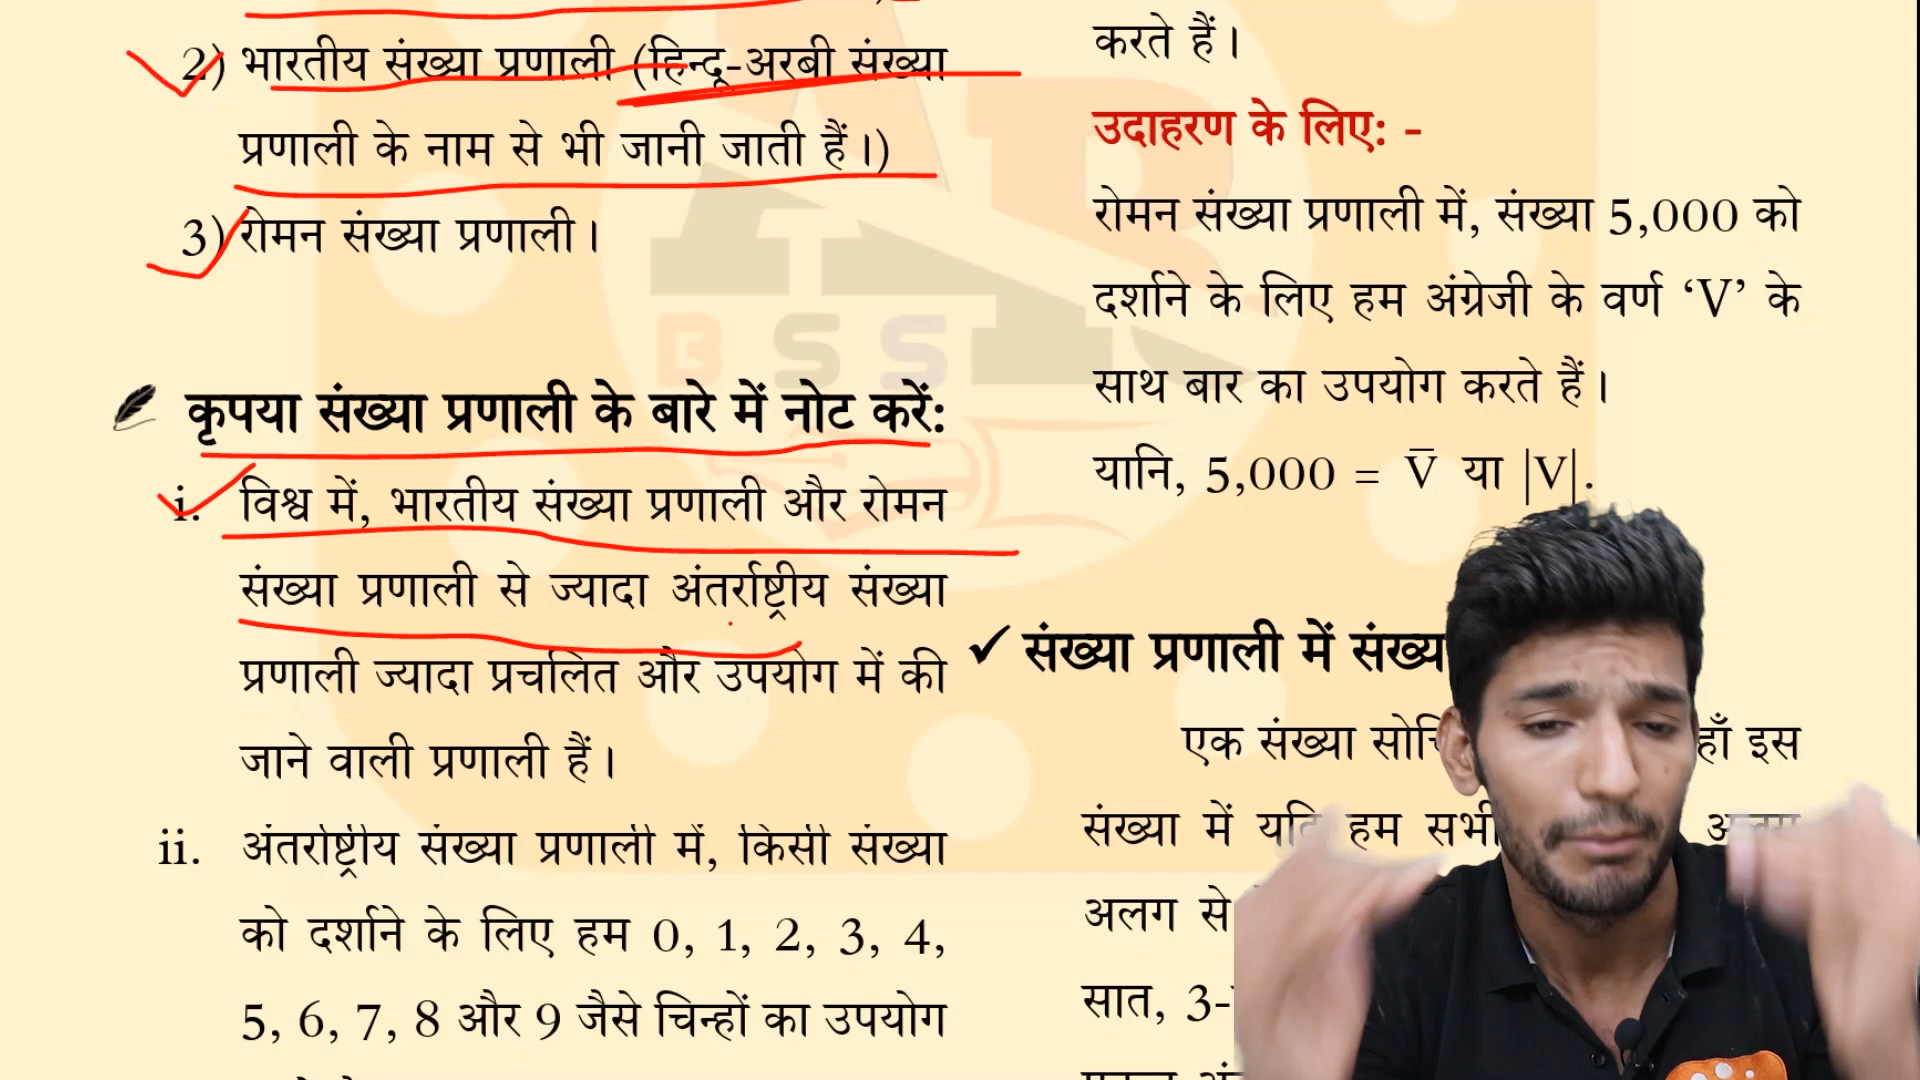 2) भारतीय संख्या प्रणाली (हिन्दू-अरबी संख्या
प्रणाली के नाम से भी जानी जाती हैं।)
3) रोमन संख्या प्रणाली।
कृपया संख्या प्रणाली के बारे में नोट करें:
i. विश्व में, भारतीय संख्या प्रणाली और रोमन
संख्या प्रणाली से ज्यादा अंतर्राष्ट्रीय संख्या
प्रणाली ज्यादा प्रचलित और उपयोग में की
जाने वाली प्रणाली हैं।
ii. अंतर्राष्ट्रीय संख्या प्रणाली में, किसी संख्या
को दर्शाने के लिए हम 0, 1, 2, 3, 4,
5, 6, 7, 8 और 9 जैसे चिन्हों का उपयोग
करते हैं।
उदाहरण के लिए: -
रोमन संख्या प्रणाली में, संख्या 5,000 को
दर्शाने के लिए हम अंग्रेजी के वर्ण ‘V’ के
साथ बार का उपयोग करते हैं।
यानि, 5,000 = V̄ या |V|.
✓ संख्या प्रणाली में
एक संख्या इस
संख्या में यदि हम सभी
अलग से
सात, 3-
BSS